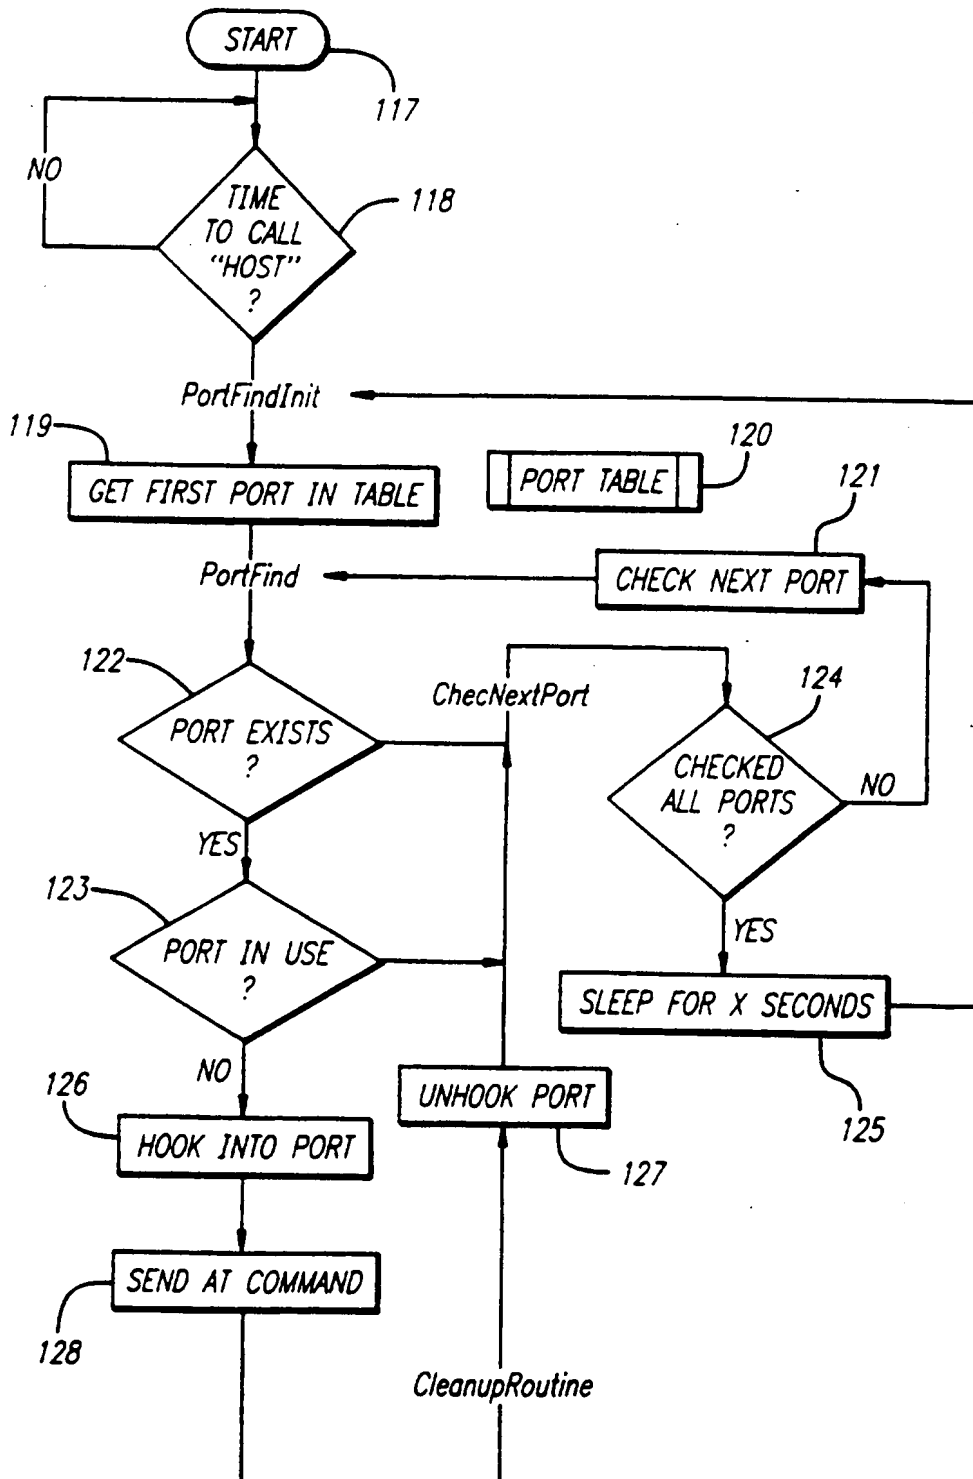 START
117
NO
TIME
TO CALL
"HOST"
?
118
PortFindInit
119
GET FIRST PORT IN TABLE
PORT TABLE
120
121
PortFind
CHECK NEXT PORT
122
PORT EXISTS
?
ChecNextPort
124
CHECKED
ALL PORTS
?
NO
YES
123
PORT IN USE
?
YES
SLEEP FOR X SECONDS
125
NO
126
HOOK INTO PORT
UNHOOK PORT
127
SEND AT COMMAND
128
CleanupRoutine